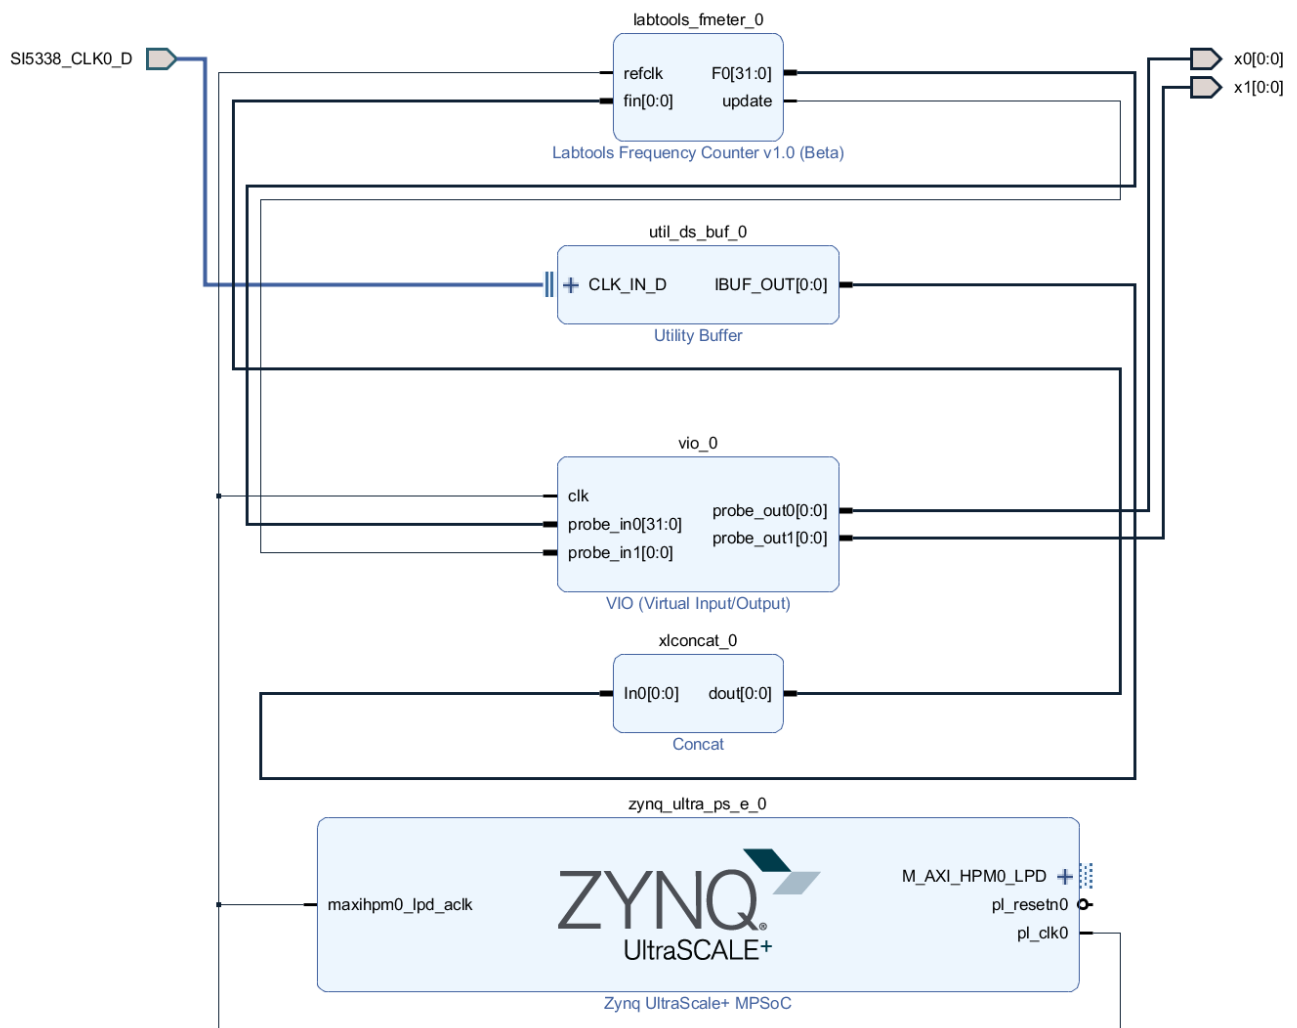 labtools_fmeter_0
SI5338_CLK0_D
x0[0:0]
refclk
F0[31:0]
x1[0:0]
fin[0:0]
update
Labtools Frequency Counter v1.0 (Beta)
util_ds_buf_0
CLK_IN_D
IBUF_OUT[0:0]
Utility Buffer
vio_0
clk
probe_out0[0:0]
probe_in0[31:0]
probe_out1[0:0]
probe_in1[0:0]
VIO (Virtual Input/Output)
xlconcat_0
In0[0:0]
dout[0:0]
Concat
zynq_ultra_ps_e_0
M_AXI_HPM0_LPD
maxihpm0_lpd_aclk
ZYNQ®
pl_resetn0
pl_clk0
UltraSCALE+
Zynq UltraScale+ MPSoC